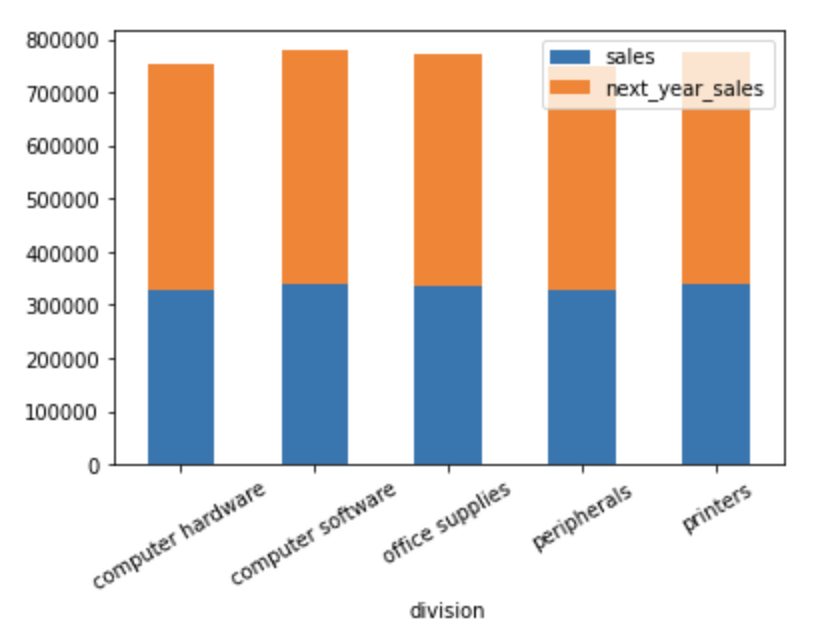 800000
700000
600000
500000
400000
300000
200000
100000
0
sales
next_year_sales
computer hardware
computer software
office supplies
peripherals
printers
division